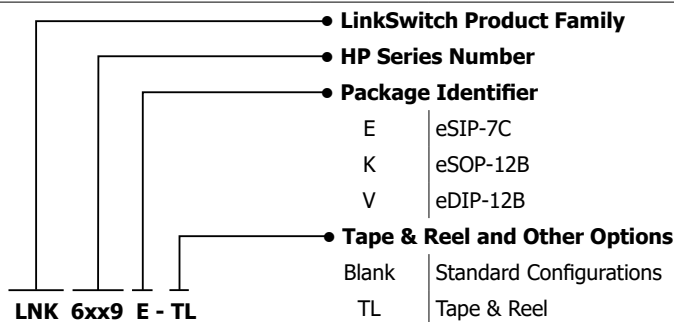 LinkSwitch Product Family
HP Series Number
Package Identifier
E eSIP-7C
K eSOP-12B
V eDIP-12B
Tape & Reel and Other Options
Blank Standard Configurations
TL Tape & Reel
LNK 6xx9 E - TL